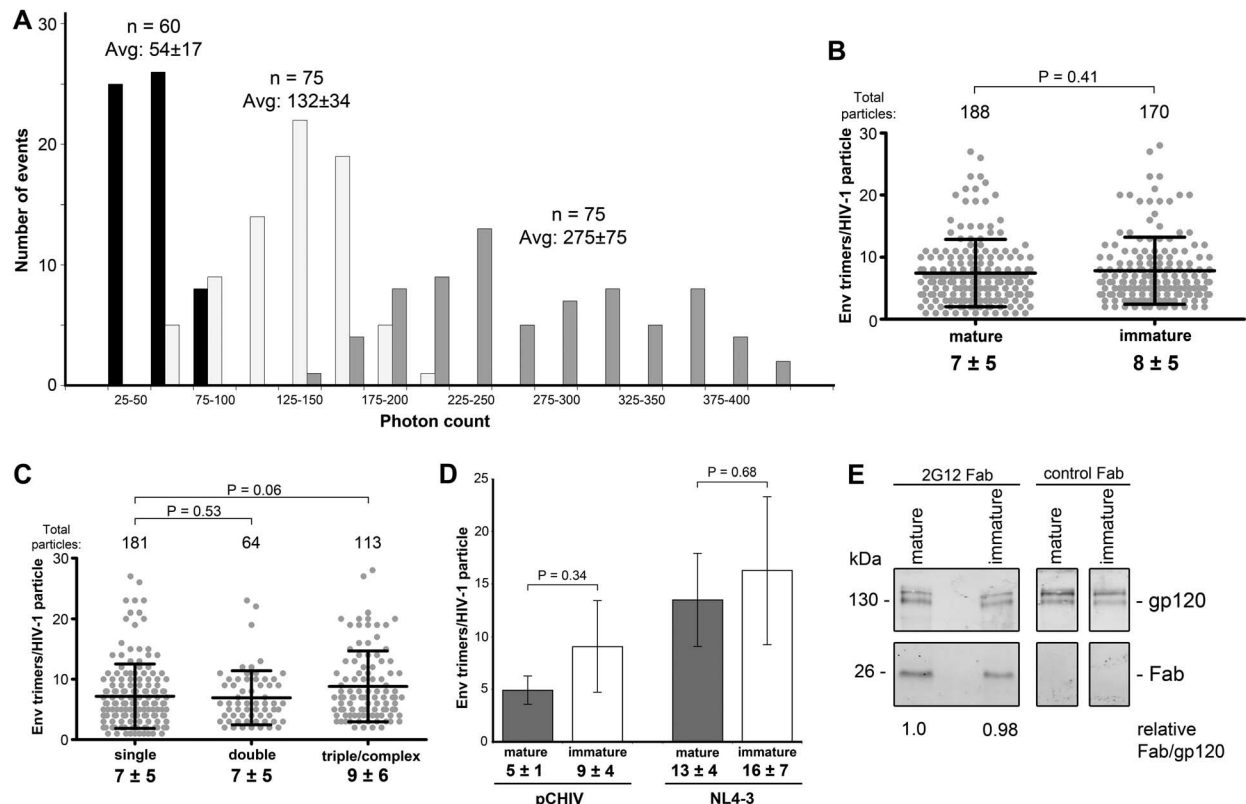 A
30
20
10
0
Number of events
n = 60
Avg: 54±17
n = 75
Avg: 132±34
n = 75
Avg: 275±75
25-50
75-100
125-150
175-200
225-250
275-300
325-350
375-400
Photon count
B
P = 0.41
Total
particles:
188
170
30
20
10
0
Env trimers/HIV-1 particle
mature
immature
7 ± 5
8 ± 5
C
P = 0.06
P = 0.53
Total
particles:
181
64
113
30
20
10
0
Env trimers/HIV-1 particle
single
double
triple/complex
7 ± 5
7 ± 5
9 ± 6
D
25
20
15
10
5
0
Env trimers/HIV-1 particle
P = 0.34
P = 0.68
mature
immature
mature
immature
5 ± 1
9 ± 4
13 ± 4
16 ± 7
pCHIV
NL4-3
E
2G12 Fab
control Fab
mature
immature
mature
immature
kDa
130 -
- gp120
26 -
- Fab
1.0
0.98
relative
Fab/gp120